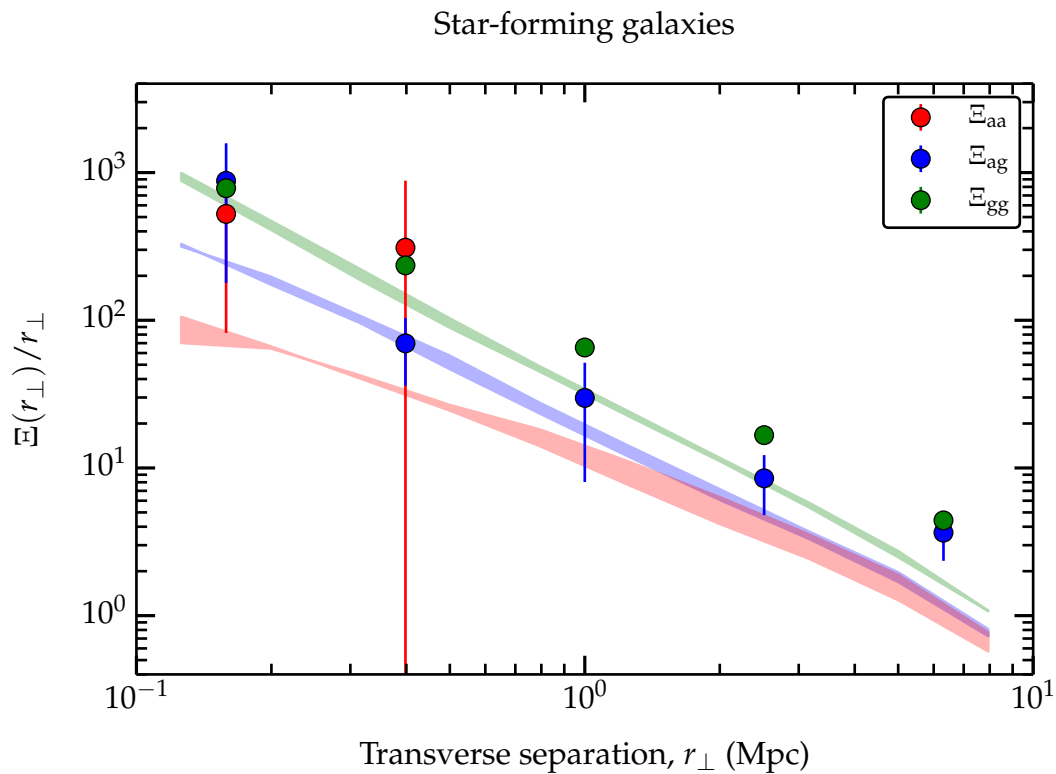 Star-forming galaxies
Ξaa
Ξag
Ξgg
10³
10²
10¹
10⁰
10⁻¹ 10⁰ 10¹
Ξ(r⊥)/r⊥
Transverse separation, r⊥ (Mpc)